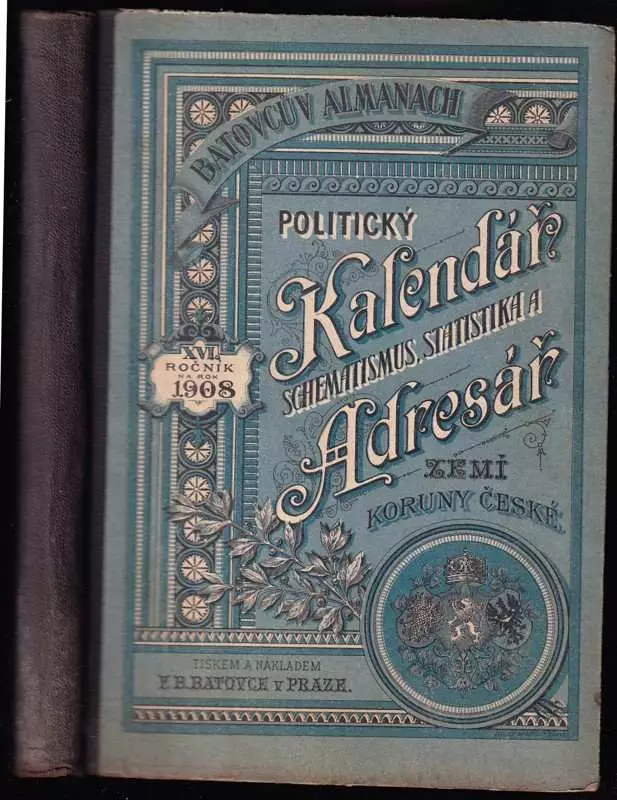 BATOVCŮV ALMANACH
POLITICKÝ
Kalendář
SCHEMATISMUS, STATISTIKA A
Adresář
ZEMÍ
KORUNY ČESKÉ.
XVI.
ROČNÍK
NA ROK
1908
TISKEM A NÁKLADEM
F. B. BATOVCE V PRAZE.